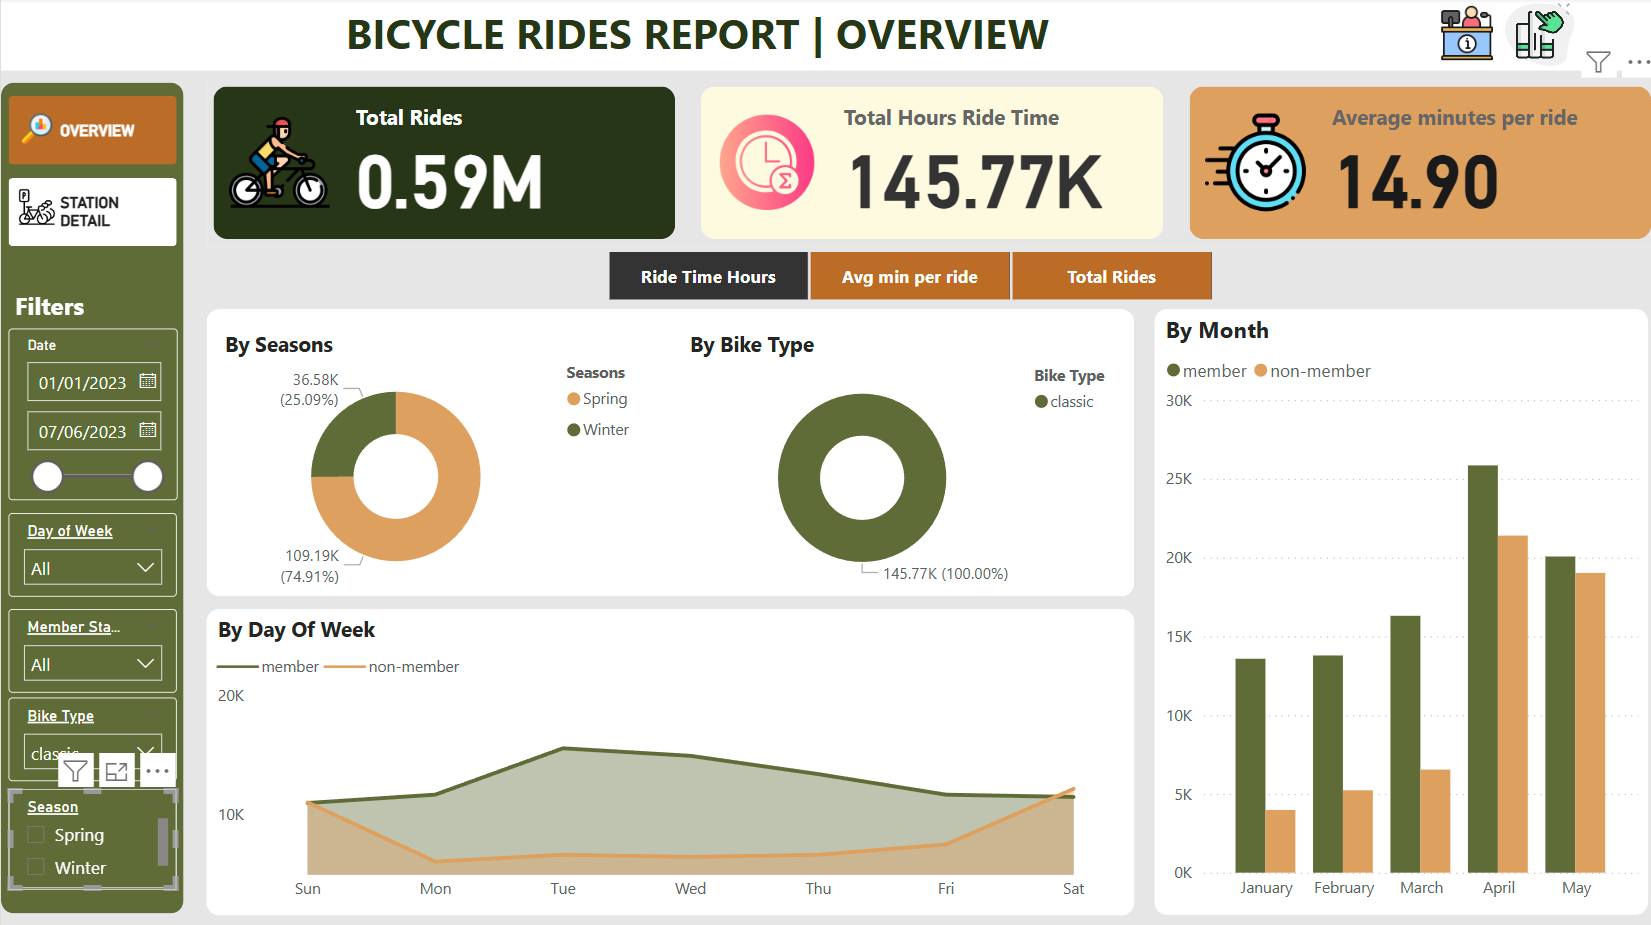 BICYCLE RIDES REPORT | OVERVIEW
OVERVIEW
STATION
DETAIL
Total Rides
0.59M
Total Hours Ride Time
145.77K
Average minutes per ride
14.90
Ride Time Hours
Avg min per ride
Total Rides
Filters
Date
01/01/2023
07/06/2023
Day of Week
All
Member Sta...
All
Bike Type
classic
Season
Spring
Winter
By Seasons
36.58K
(25.09%)
109.19K
(74.91%)
Seasons
Spring
Winter
By Bike Type
Bike Type
classic
145.77K (100.00%)
By Day Of Week
member non-member
20K
10K
Sun Mon Tue Wed Thu Fri Sat
By Month
member non-member
30K
25K
20K
15K
10K
5K
0K
January February March April May